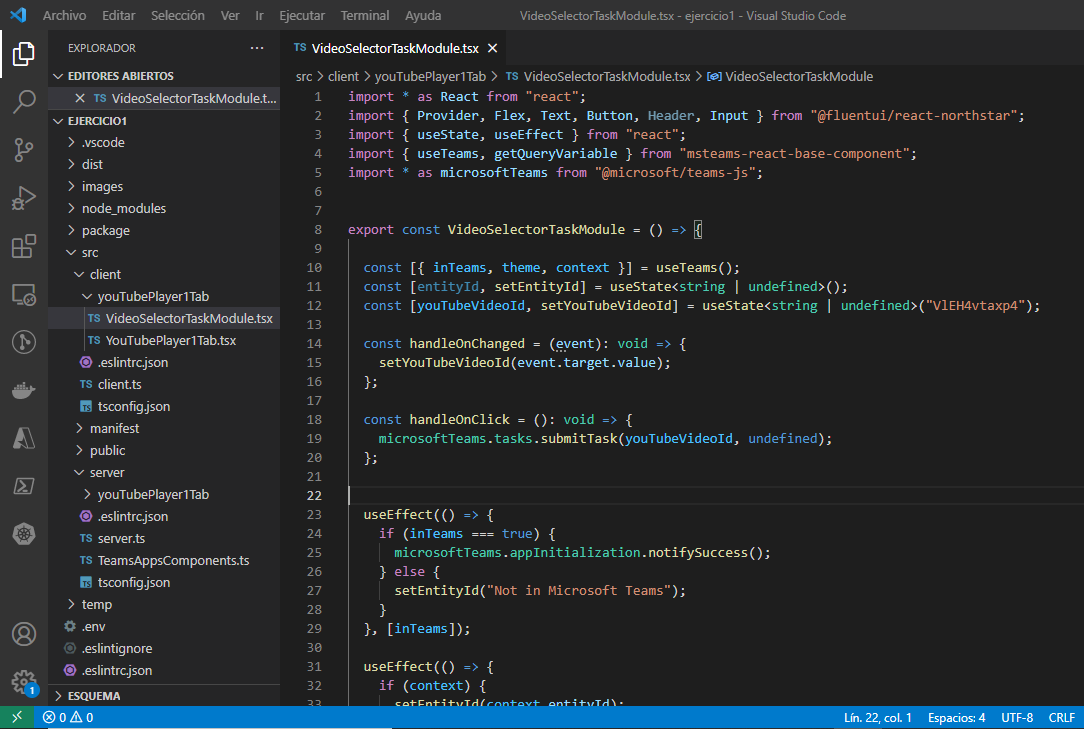 Archivo Editar Selección Ver Ir Ejecutar Terminal Ayuda VideoSelectorTaskModule.tsx - ejercicio1 - Visual Studio Code
EXPLORADOR ...
EDITORES ABIERTOS
TS VideoSelectorTaskModule.t...
EJERCICIO1
.vscode
dist
images
node_modules
package
src
client
youTubePlayer1Tab
TS VideoSelectorTaskModule.tsx
TS YouTubePlayer1Tab.tsx
.eslintrc.json
TS client.ts
TS tsconfig.json
manifest
public
server
youTubePlayer1Tab
.eslintrc.json
TS server.ts
TS TeamsAppsComponents.ts
TS tsconfig.json
temp
.env
.eslintignore
.eslintrc.json
ESQUEMA
1
TS VideoSelectorTaskModule.tsx
src > client > youTubePlayer1Tab > TS VideoSelectorTaskModule.tsx > VideoSelectorTaskModule
1 import * as React from "react";
2 import { Provider, Flex, Text, Button, Header, Input } from "@fluentui/react-northstar";
3 import { useState, useEffect } from "react";
4 import { useTeams, getQueryVariable } from "msteams-react-base-component";
5 import * as microsoftTeams from "@microsoft/teams-js";
6
7
8 export const VideoSelectorTaskModule = () => {
9
10 const [{ inTeams, theme, context }] = useTeams();
11 const [entityId, setEntityId] = useState<string | undefined>();
12 const [youTubeVideoId, setYouTubeVideoId] = useState<string | undefined>("VlEH4vtaxp4");
13
14 const handleOnChanged = (event): void => {
15 setYouTubeVideoId(event.target.value);
16 };
17
18 const handleOnClick = (): void => {
19 microsoftTeams.tasks.submitTask(youTubeVideoId, undefined);
20 };
21
22
23 useEffect(() => {
24 if (inTeams === true) {
25 microsoftTeams.appInitialization.notifySuccess();
26 } else {
27 setEntityId("Not in Microsoft Teams");
28 }
29 }, [inTeams]);
30
31 useEffect(() => {
32 if (context) {
33 setEntityId(context.entityId);
0 0 Lín. 22, col. 1 Espacios: 4 UTF-8 CRLF